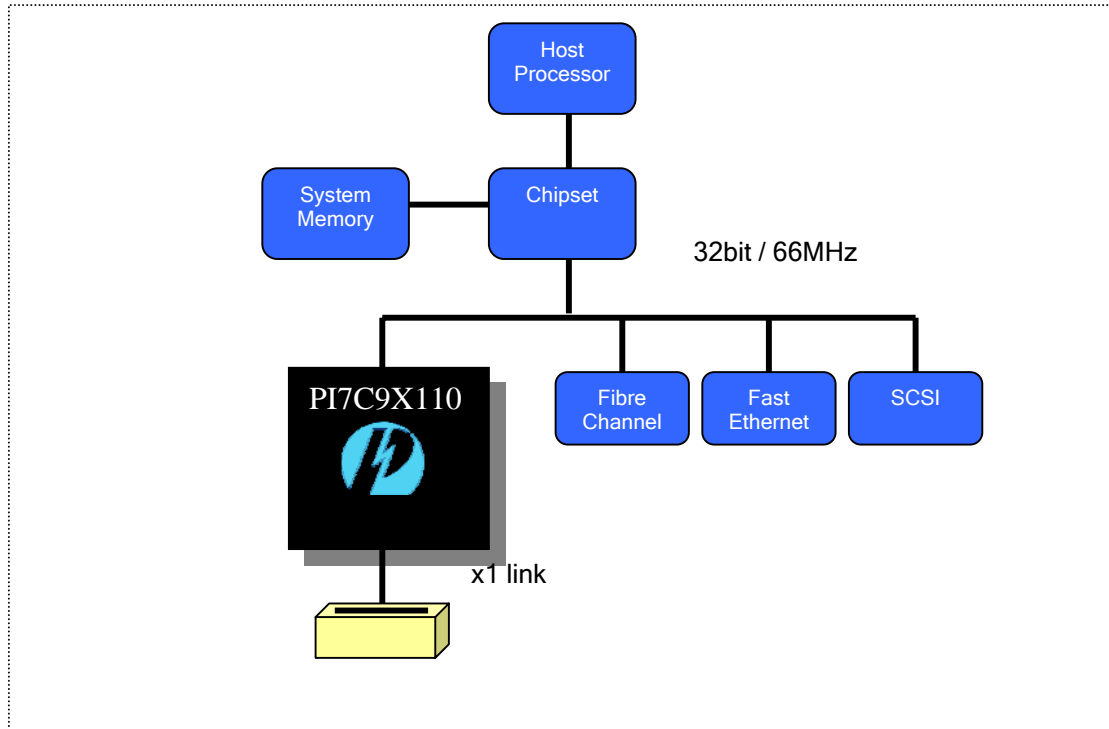 Host
Processor
System
Memory
Chipset
32bit / 66MHz
PI7C9X110
Fibre
Channel
Fast
Ethernet
SCSI
x1 link